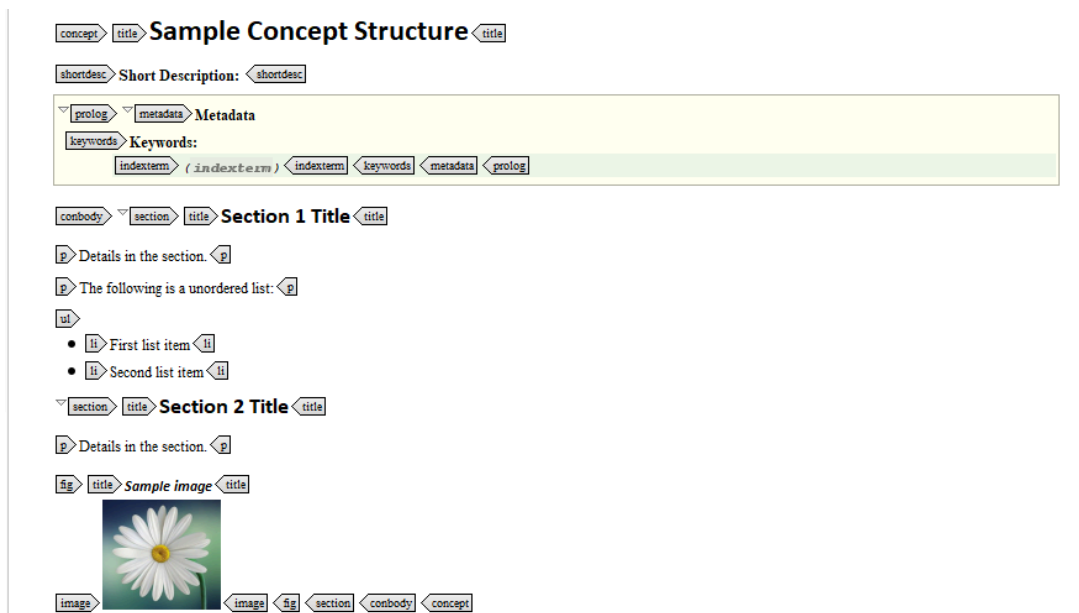 concept title Sample Concept Structure title
shortdesc Short Description: shortdesc
prolog metadata Metadata
keywords Keywords:
indexterm (indexterm) indexterm keywords metadata prolog
conbody section title Section 1 Title title
p Details in the section. p
p The following is a unordered list: p
ul
li First list item li
li Second list item li
section title Section 2 Title title
p Details in the section. p
fig title Sample image title
image image fig section conbody concept